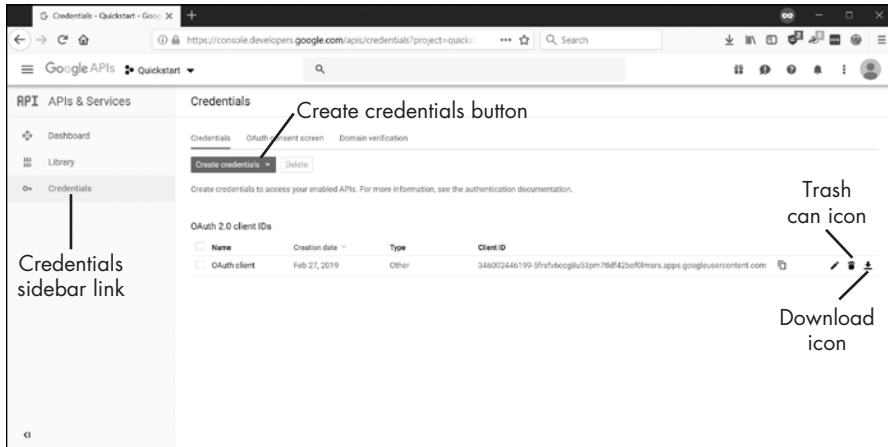 Credentials - Quickstart - Goog
https://console.developers.google.com/apis/credentials?project=quicks
Search
Google APIs Quickstart
API APIs & Services
Credentials
Create credentials button
Dashboard
Credentials OAuth consent screen Domain verification
Library
Create credentials Delete
Credentials
Create credentials to access your enabled APIs. For more information, see the authentication documentation.
Trash
can icon
OAuth 2.0 client IDs
Name Creation date Type Client ID
OAuth client Feb 27, 2019 Other
Credentials
sidebar link
Download
icon